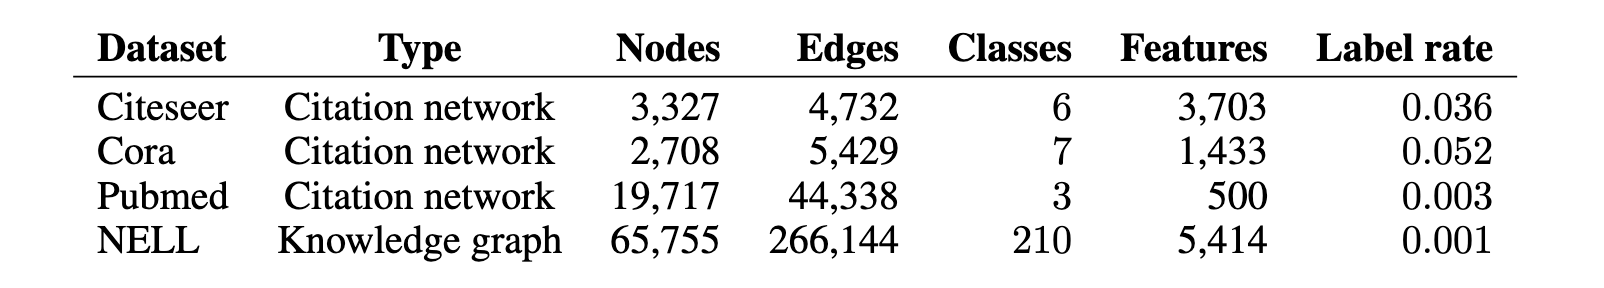 Dataset Type Nodes Edges Classes Features Label rate
Citeseer Citation network 3,327 4,732 6 3,703 0.036
Cora Citation network 2,708 5,429 7 1,433 0.052
Pubmed Citation network 19,717 44,338 3 500 0.003
NELL Knowledge graph 65,755 266,144 210 5,414 0.001